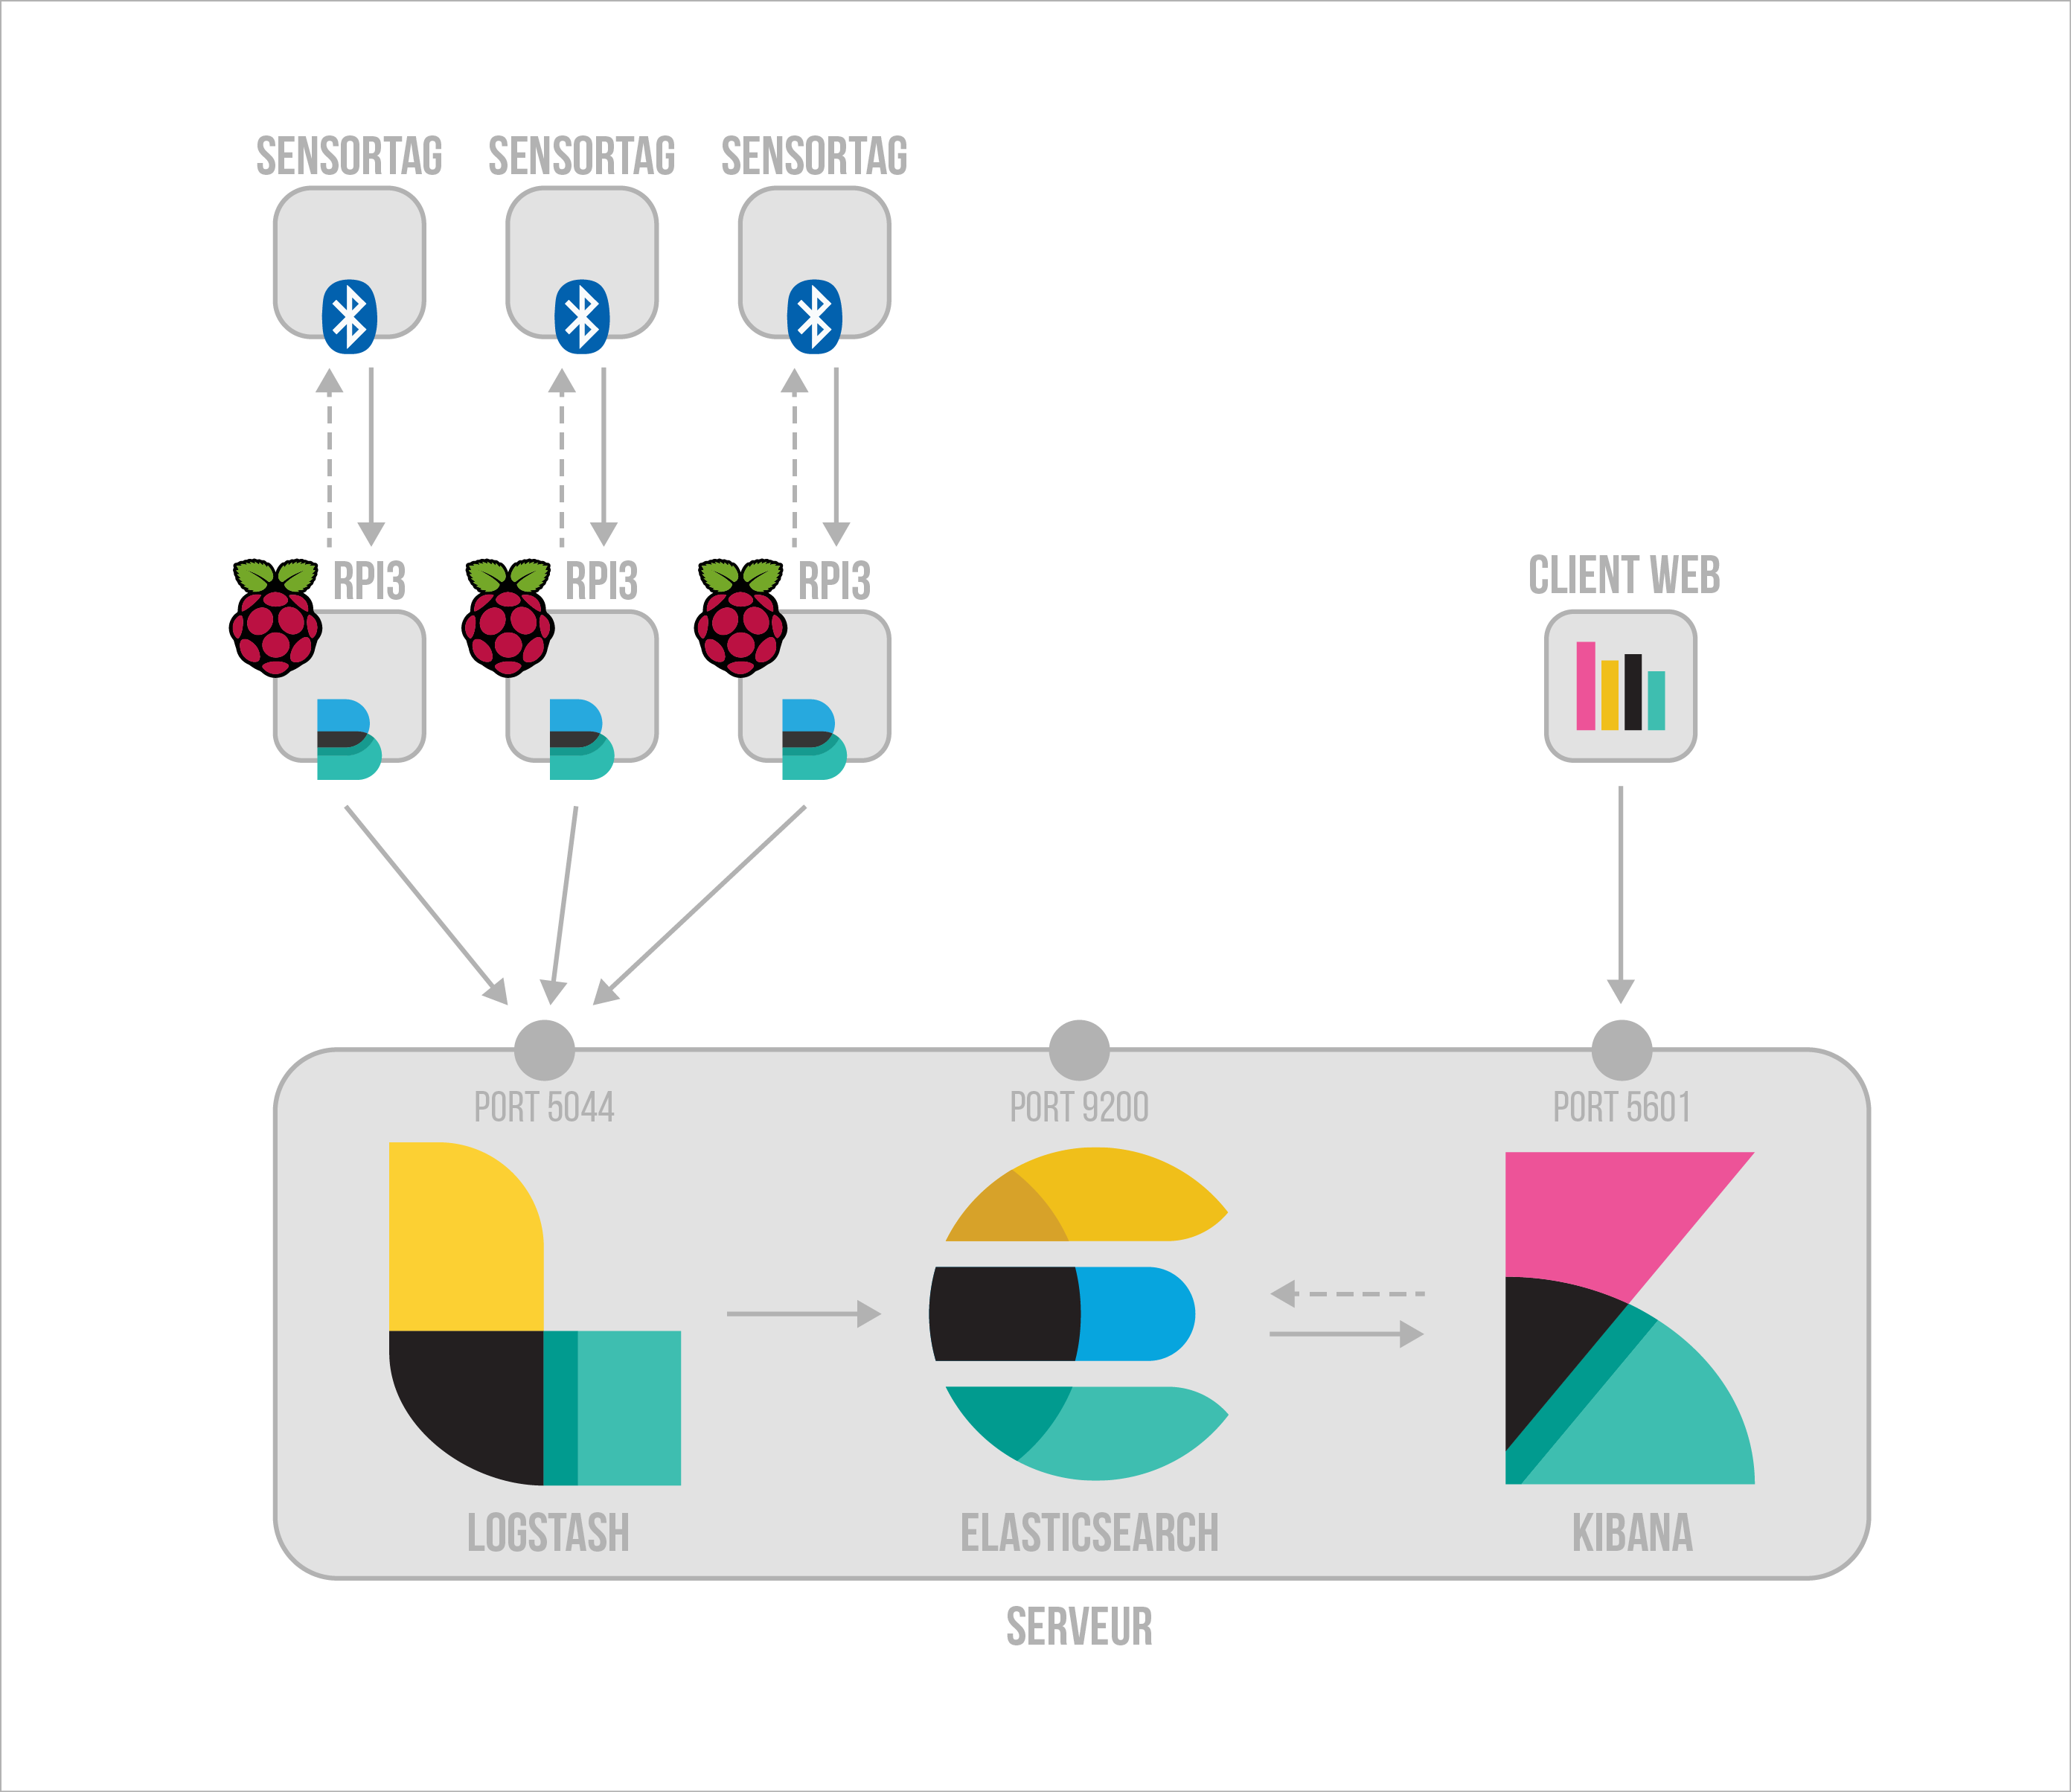 SENSORTAG SENSORTAG SENSORTAG
RPI3 RPI3 RPI3
CLIENT WEB
PORT 5044 PORT 9200 PORT 5601
LOGSTASH ELASTICSEARCH KIBANA
SERVEUR